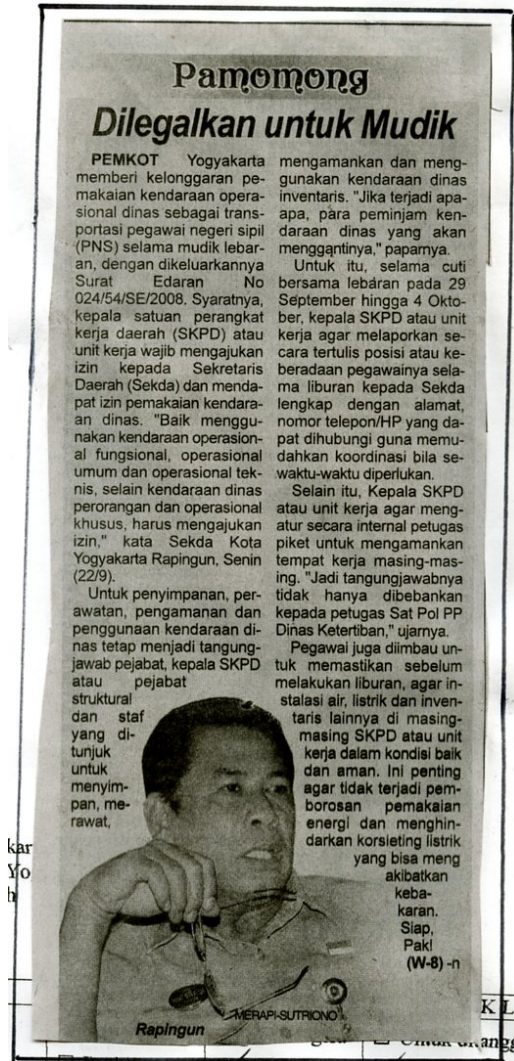 Pamomong
Dilegalkan untuk Mudik
PEMKOT Yogyakarta
memberi kelonggaran pe-
makaian kendaraan opera-
sional dinas sebagai trans-
portasi pegawai negeri sipil
(PNS) selama mudik lebar-
an, dengan dikeluarkannya
Surat Edaran No
024/54/SE/2008. Syaratnya,
kepala satuan perangkat
kerja daerah (SKPD) atau
unit kerja wajib mengajukan
izin kepada Sekretaris
Daerah (Sekda) dan menda-
pat izin pemakaian kendara-
an dinas. "Baik menggu-
nakan kendaraan operasion-
al fungsional, operasional
umum dan operasional tek-
nis, selain kendaraan dinas
perorangan dan operasional
khusus, harus mengajukan
izin," kata Sekda Kota
Yogyakarta Rapingun, Senin
(22/9).
Untuk penyimpanan, per-
awatan, pengamanan dan
penggunaan kendaraan di-
nas tetap menjadi tangung-
jawab pejabat, kepala SKPD
atau pejabat
struktural
dan staf
yang di-
tunjuk
untuk
menyim-
pan, me-
rawat,
mengamankan dan meng-
gunakan kendaraan dinas
inventaris. "Jika terjadi apa-
apa, para peminjam ken-
daraan dinas yang akan
menggantinya," paparnya.
Untuk itu, selama cuti
bersama lebaran pada 29
September hingga 4 Okto-
ber, kepala SKPD atau unit
kerja agar melaporkan se-
cara tertulis posisi atau ke-
beradaan pegawainya sela-
ma liburan kepada Sekda
lengkap dengan alamat,
nomor telepon/HP yang da-
pat dihubungi guna memu-
dahkan koordinasi bila se-
waktu-waktu diperlukan.
Selain itu, Kepala SKPD
atau unit kerja agar meng-
atur secara internal petugas
piket untuk mengamankan
tempat kerja masing-mas-
ing. "Jadi tangungjawabnya
tidak hanya dibebankan
kepada petugas Sat Pol PP
Dinas Ketertiban," ujarnya.
Pegawai juga diimbau un-
tuk memastikan sebelum
melakukan liburan, agar in-
stalasi air, listrik dan inven-
taris lainnya di masing-
masing SKPD atau unit
kerja dalam kondisi baik
dan aman. Ini penting
agar tidak terjadi pem-
borosan pemakaian
energi dan menghin-
darkan korsieting listrik
yang bisa meng
akibatkan
keba-
karan.
Siap,
Pak!
(W-8) -n
MERAPI-SUTRIONO
Rapingun
kar
Yo
h
K L